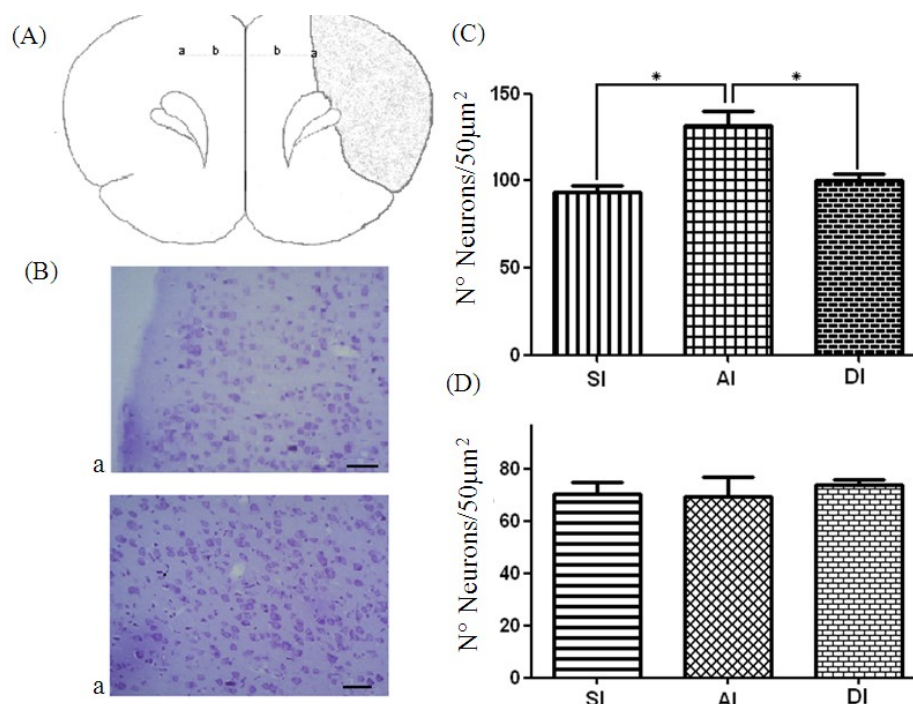 (A)
a b b a
(B)
a
a
(C)
* *
N° Neurons/50µm²
150
100
50
0
SI AI DI
(D)
N° Neurons/50µm²
80
60
40
20
0
SI AI DI